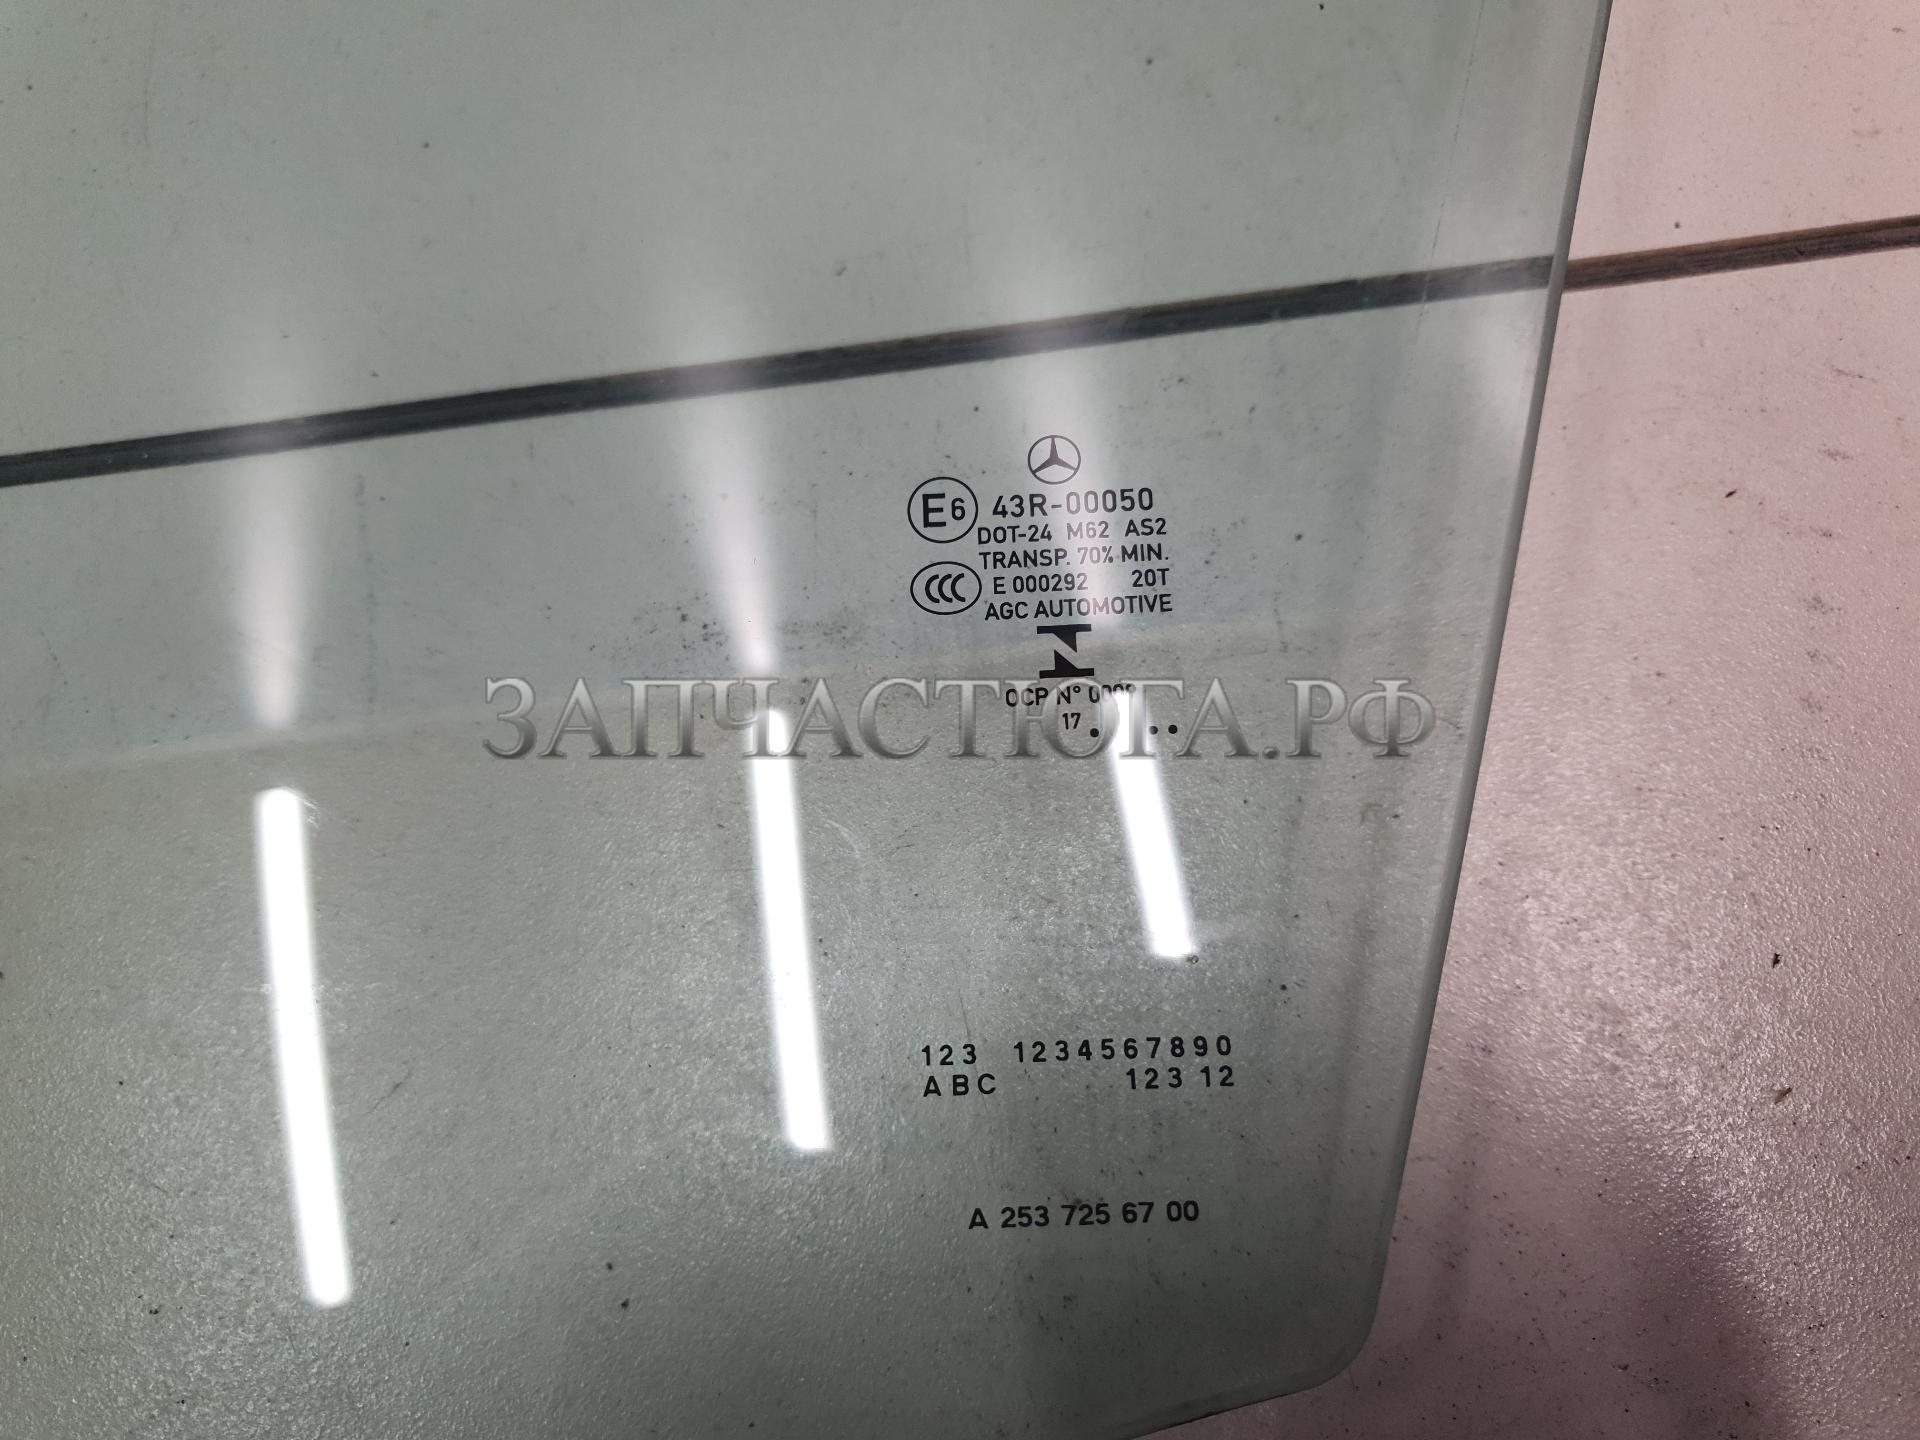 E6 43R-00050
DOT-24 M62 AS2
TRANSP. 70% MIN.
CCC E 000292 20T
AGC AUTOMOTIVE
ЗАПЧАСТЮГА.РФ
OCP N°
17 . . .
123 1234567890
ABC 123 12
A 253 725 67 00